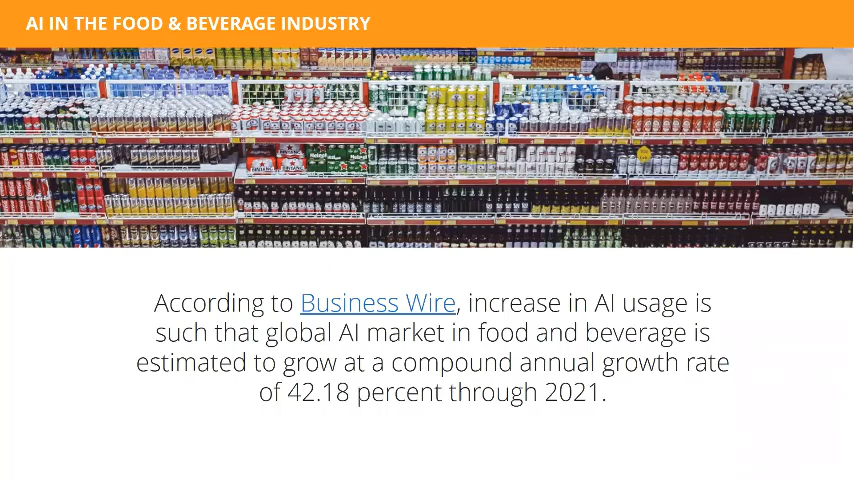 AI IN THE FOOD & BEVERAGE INDUSTRY
According to Business Wire, increase in AI usage is
such that global AI market in food and beverage is
estimated to grow at a compound annual growth rate
of 42.18 percent through 2021.